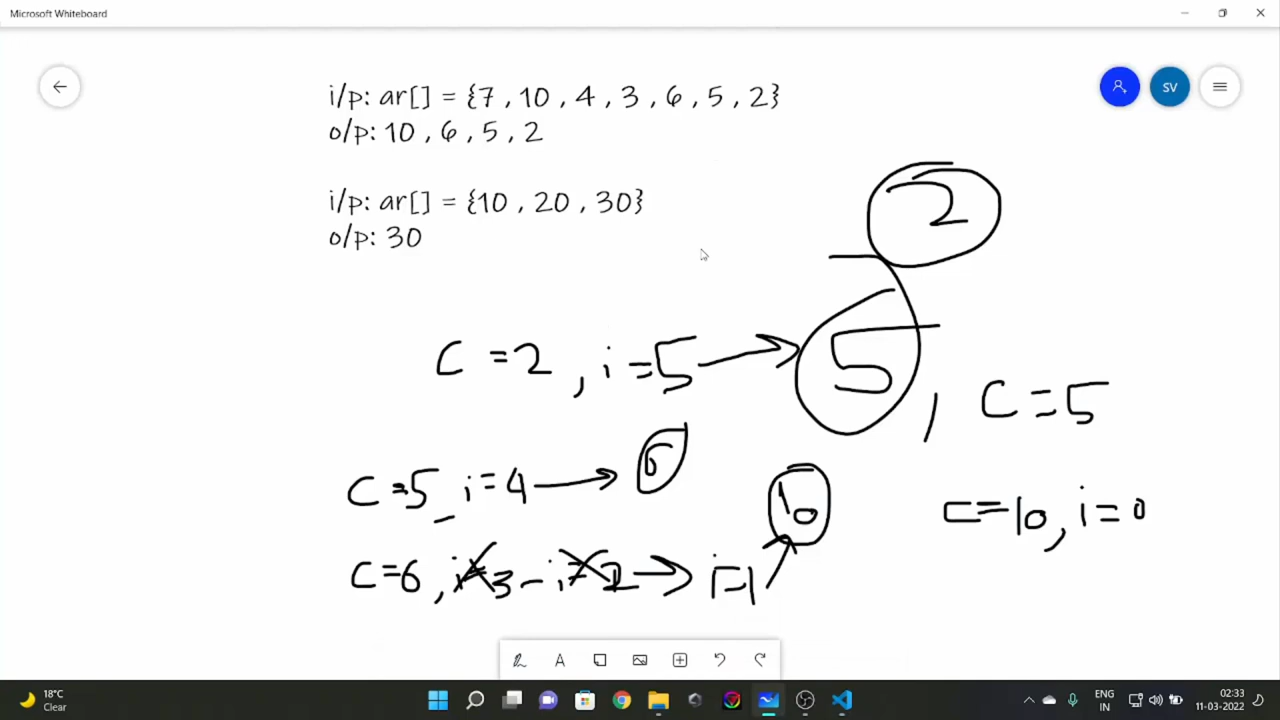 Microsoft Whiteboard
SV
i/p: ar[] = {7 , 10 , 4 , 3 , 6 , 5 , 2}
o/p: 10 , 6 , 5 , 2
i/p: ar[] = {10 , 20 , 30}
o/p: 30
2
C = 2 , i = 5 → 5 , C = 5
C = 5 , i = 4 → 6
10
C = 10 , i = 0
C = 6 , i = 3 - i = 2 → i = 1
18°C
Clear
ENG
IN
02:33
11-03-2022